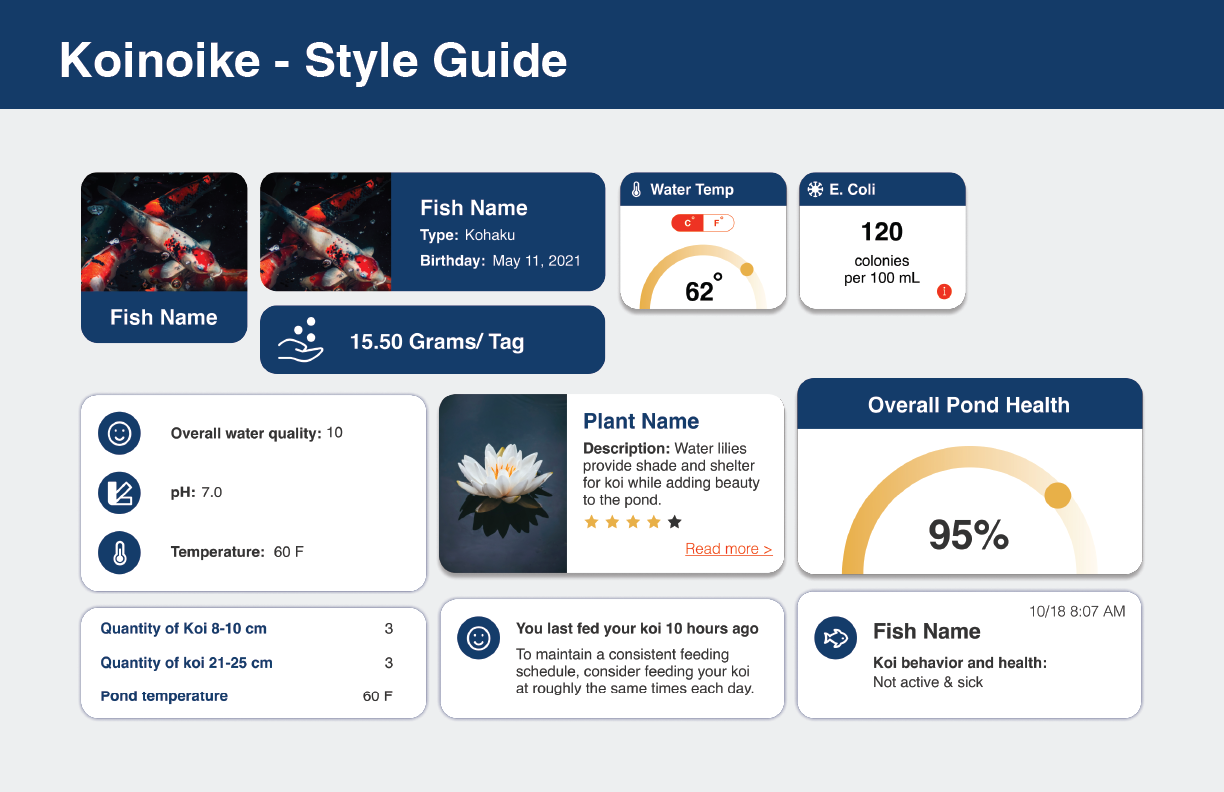 Koinoike - Style Guide
Fish Name
Fish Name
Type: Kohaku
Birthday: May 11, 2021
15.50 Grams/ Tag
Water Temp
C° F°
62°
E. Coli
120
colonies
per 100 mL
i
Overall water quality: 10
pH: 7.0
Temperature: 60 F
Plant Name
Description: Water lilies
provide shade and shelter
for koi while adding beauty
to the pond.
Read more >
Overall Pond Health
95%
Quantity of Koi 8-10 cm 3
Quantity of koi 21-25 cm 3
Pond temperature 60 F
You last fed your koi 10 hours ago
To maintain a consistent feeding
schedule, consider feeding your koi
at roughly the same times each day.
10/18 8:07 AM
Fish Name
Koi behavior and health:
Not active & sick